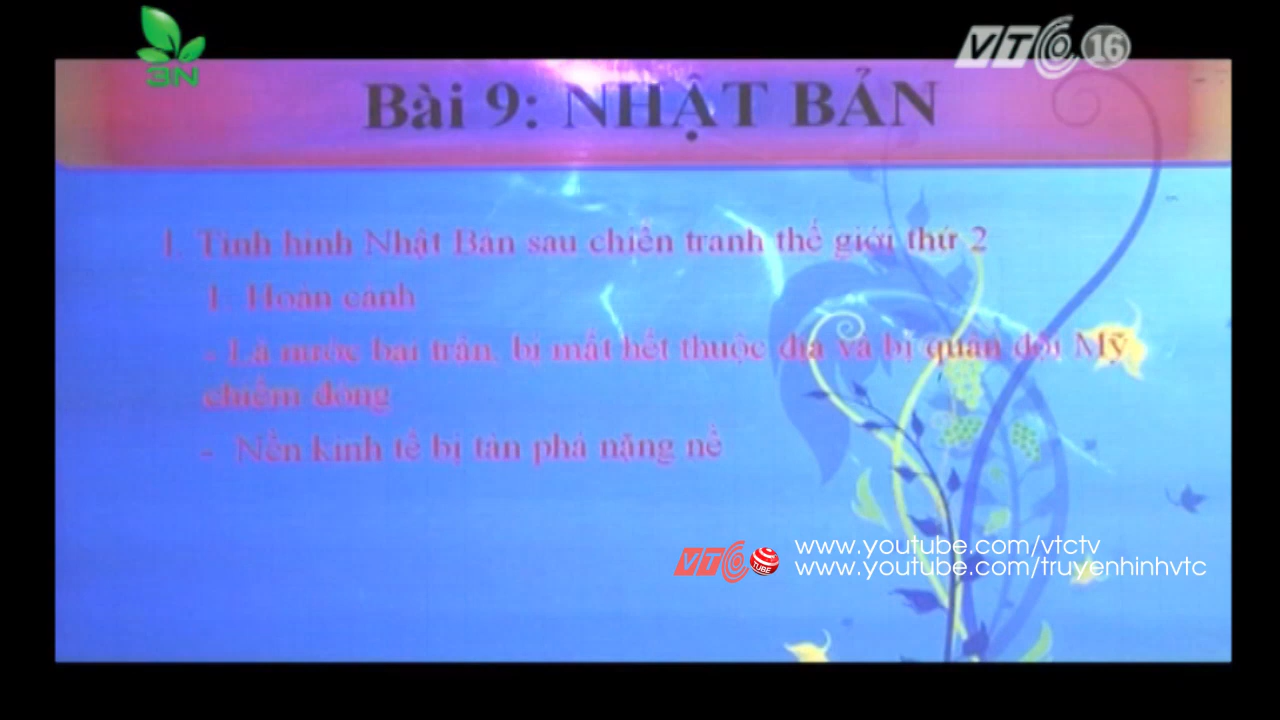 3N
VTC 16
Bài 9: NHẬT BẢN
I. Tình hình Nhật Bản sau chiến tranh thế giới thứ 2
1. Hoàn cảnh
- Là nước bại trận, bị mất hết thuộc địa và bị quân đội Mỹ
chiếm đóng
- Nền kinh tế bị tàn phá nặng nề
VTC TUBE www.youtube.com/vtctv
www.youtube.com/truyenhinhvtc